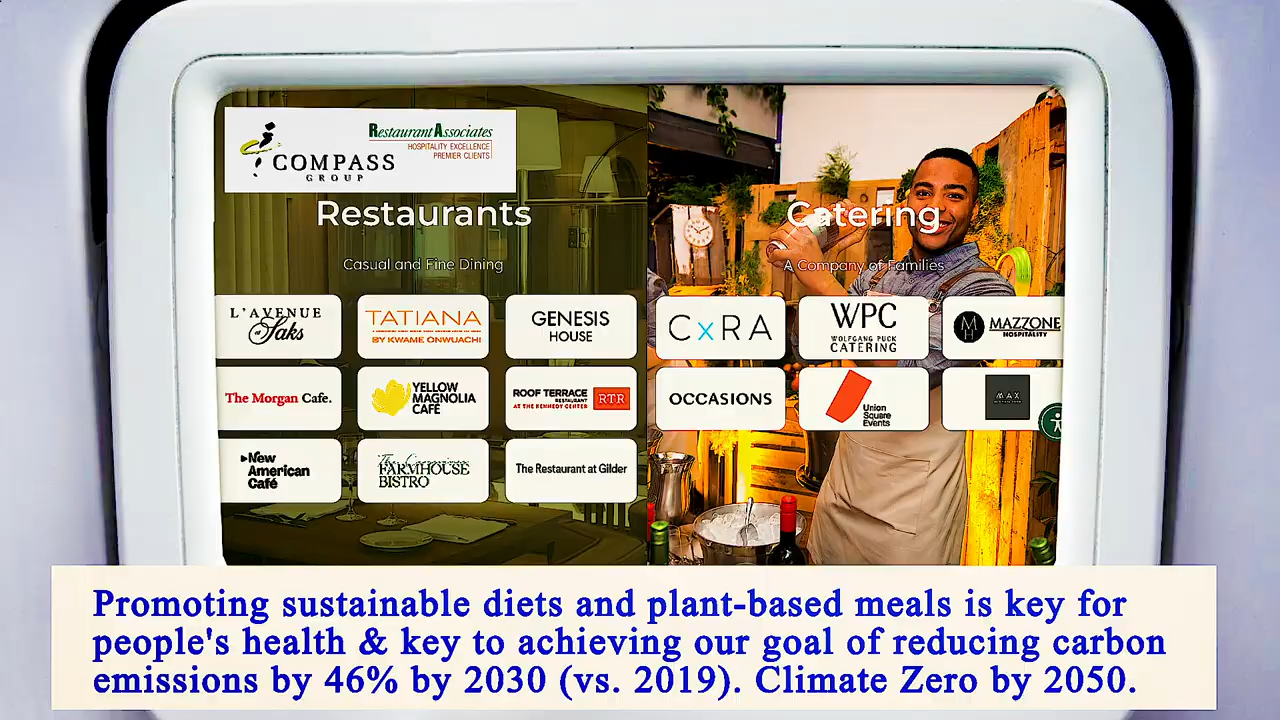 COMPASS
GROUP
RestaurantAssociates
HOSPITALITY EXCELLENCE
PREMIER CLIENTS
Restaurants
Casual and Fine Dining
L'AVENUE
Saks
TATIANA
BY KWAME ONWUACHI
GENESIS
HOUSE
The Morgan Cafe.
YELLOW
MAGNOLIA
CAFÉ
ROOF TERRACE
RESTAURANT
AT THE KENNEDY CENTER
RTR
New
American
Café
FARMHOUSE
BISTRO
The Restaurant at Gilder
Catering
A Company of Families
CxRA
WPC
WOLFGANG PUCK
CATERING
MH
MAZZONE
HOSPITALITY
OCCASIONS
Union
Square
Events
MAX
Promoting sustainable diets and plant-based meals is key for
people's health & key to achieving our goal of reducing carbon
emissions by 46% by 2030 (vs. 2019). Climate Zero by 2050.